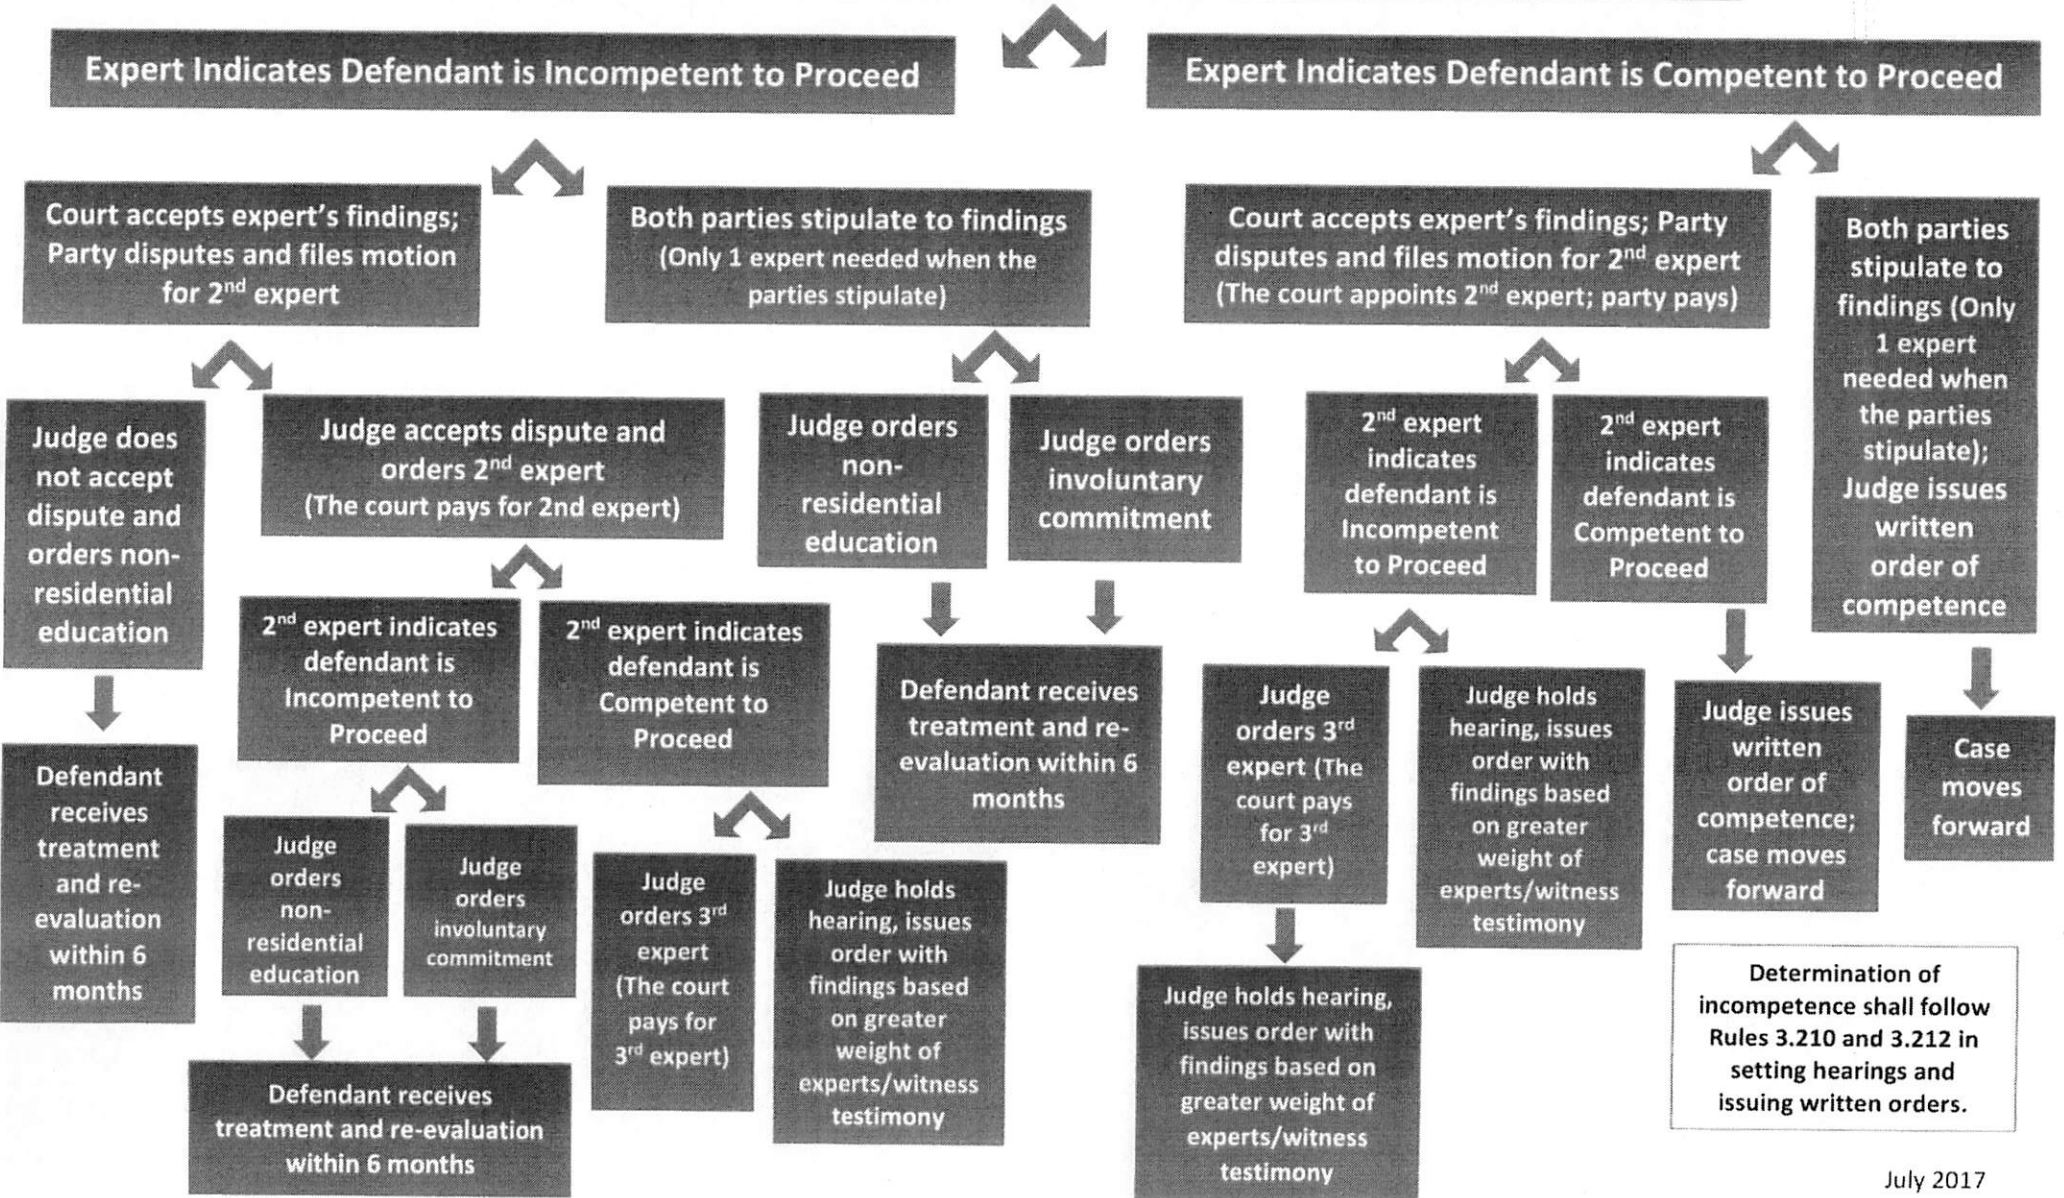 Expert Indicates Defendant is Incompetent to Proceed
Expert Indicates Defendant is Competent to Proceed
Court accepts expert's findings;
Party disputes and files motion
for 2nd expert
Both parties stipulate to findings
(Only 1 expert needed when the
parties stipulate)
Court accepts expert's findings; Party
disputes and files motion for 2nd expert
(The court appoints 2nd expert; party pays)
Both parties
stipulate to
findings (Only
1 expert
needed when
the parties
stipulate);
Judge issues
written
order of
competence
Judge does
not accept
dispute and
orders non-
residential
education
Judge accepts dispute and
orders 2nd expert
(The court pays for 2nd expert)
Judge orders
non-
residential
education
Judge orders
involuntary
commitment
2nd expert
indicates
defendant is
Incompetent
to Proceed
2nd expert
indicates
defendant is
Competent to
Proceed
2nd expert indicates
defendant is
Incompetent to
Proceed
2nd expert indicates
defendant is
Competent to
Proceed
Defendant receives
treatment and re-
evaluation within 6
months
Judge
orders 3rd
expert (The
court pays
for 3rd
expert)
Judge holds
hearing, issues
order with
findings based
on greater
weight of
experts/witness
testimony
Judge issues
written
order of
competence;
case moves
forward
Case
moves
forward
Defendant
receives
treatment
and re-
evaluation
within 6
months
Judge
orders
non-
residential
education
Judge
orders
involuntary
commitment
Judge
orders 3rd
expert
(The court
pays for
3rd expert)
Judge holds
hearing, issues
order with
findings based
on greater
weight of
experts/witness
testimony
Judge holds hearing,
issues order with
findings based on
greater weight of
experts/witness
testimony
Determination of
incompetence shall follow
Rules 3.210 and 3.212 in
setting hearings and
issuing written orders.
Defendant receives
treatment and re-evaluation
within 6 months
July 2017